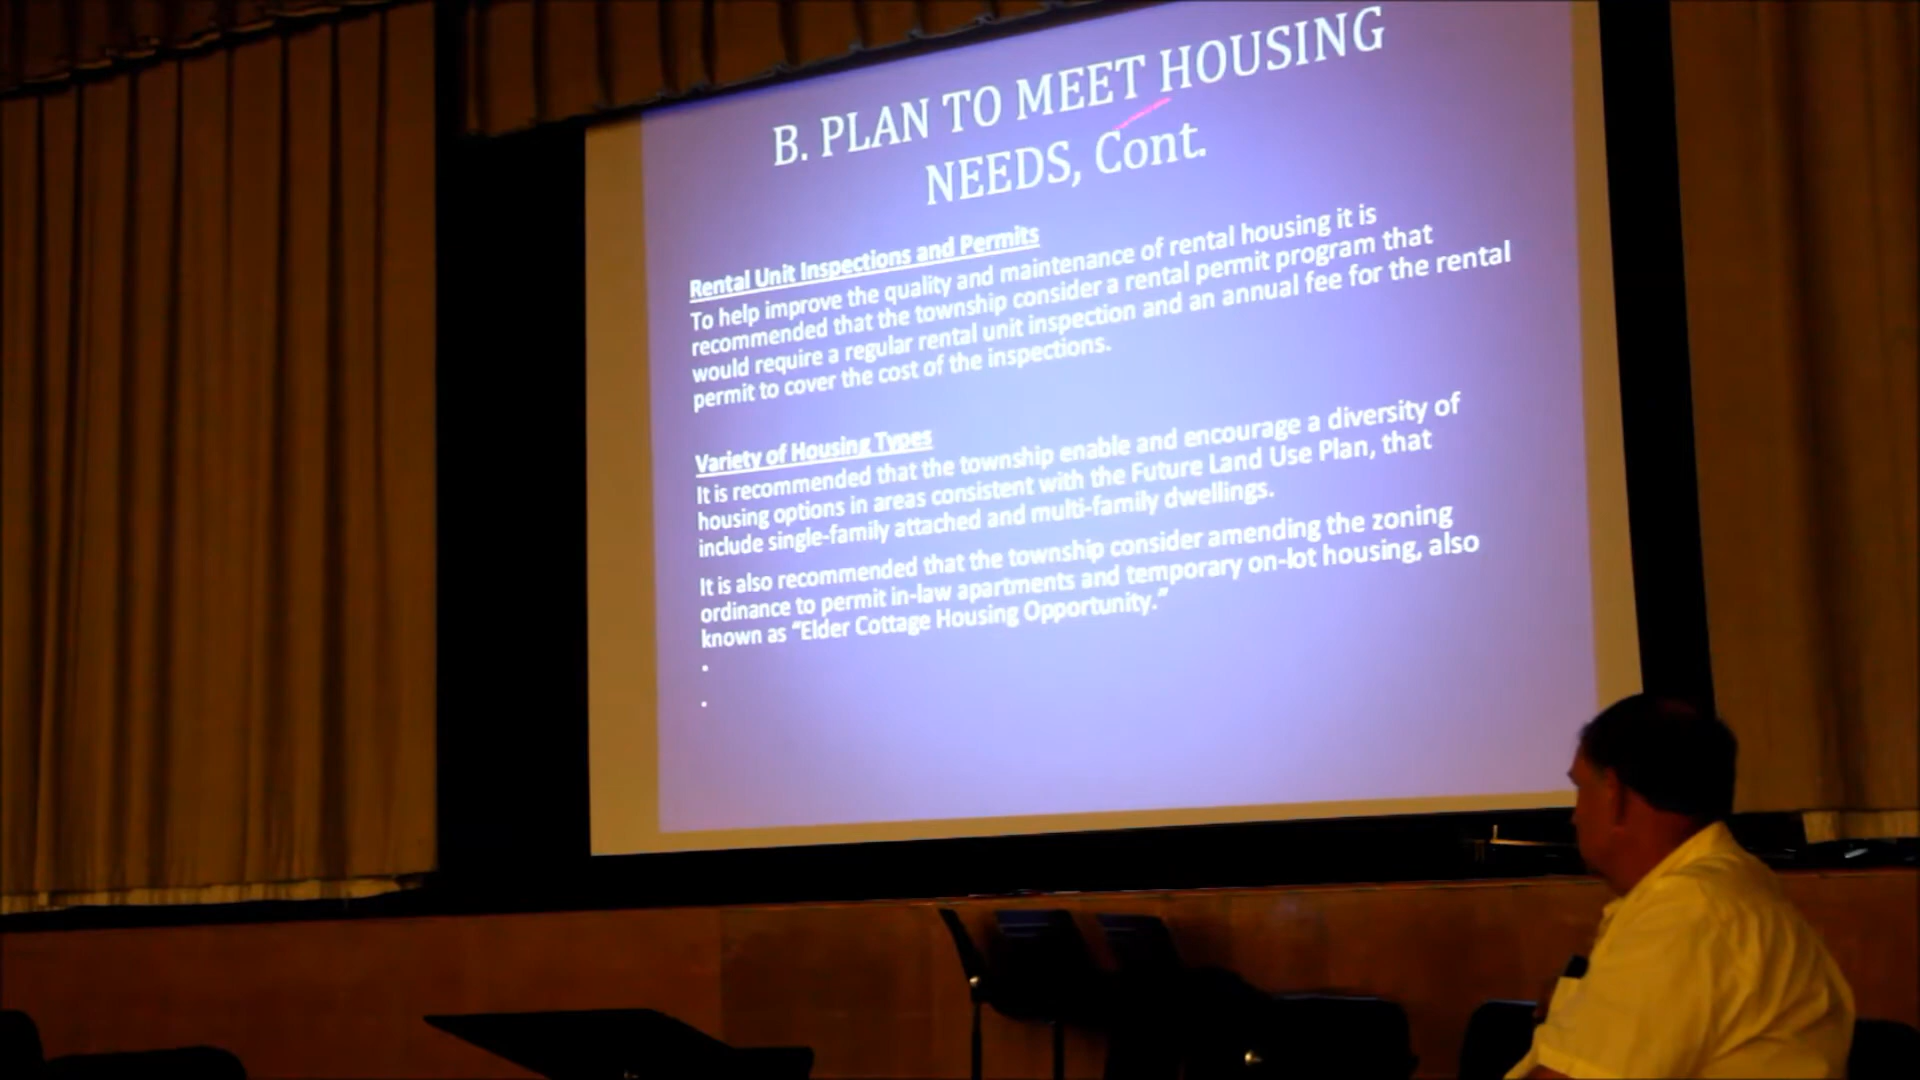 B. PLAN TO MEET HOUSING
NEEDS, Cont.
Rental Unit Inspections and Permits
To help improve the quality and maintenance of rental housing it is
recommended that the township consider a rental permit program that
would require a regular rental unit inspection and an annual fee for the rental
permit to cover the cost of the inspections.
Variety of Housing Types
It is recommended that the township enable and encourage a diversity of
housing options in areas consistent with the Future Land Use Plan, that
include single-family attached and multi-family dwellings.
It is also recommended that the township consider amending the zoning
ordinance to permit in-law apartments and temporary on-lot housing, also
known as “Elder Cottage Housing Opportunity.”
.
.